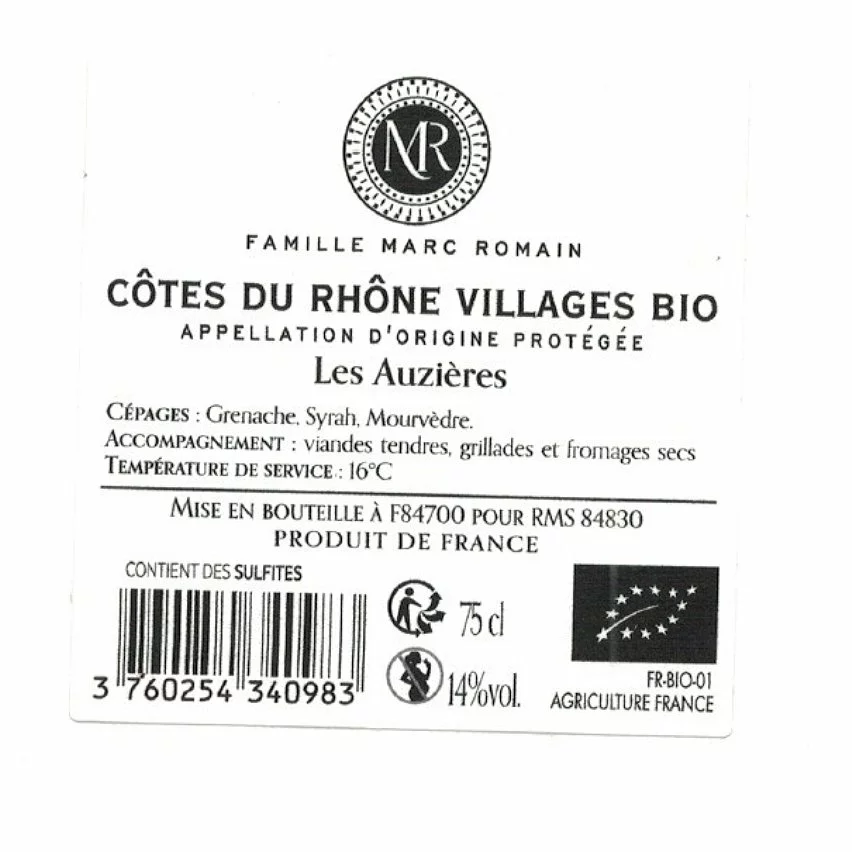 MR
FAMILLE MARC ROMAIN
CÔTES DU RHÔNE VILLAGES BIO
APPELLATION D'ORIGINE PROTÉGÉE
Les Auzières
CÉPAGES : Grenache, Syrah, Mourvèdre.
ACCOMPAGNEMENT : viandes tendres, grillades et fromages secs
TEMPÉRATURE DE SERVICE : 16°C
MISE EN BOUTEILLE À F84700 POUR RMS 84830
PRODUIT DE FRANCE
CONTIENT DES SULFITES
75 cl
3 760254 340983
14%vol.
FR-BIO-01
AGRICULTURE FRANCE